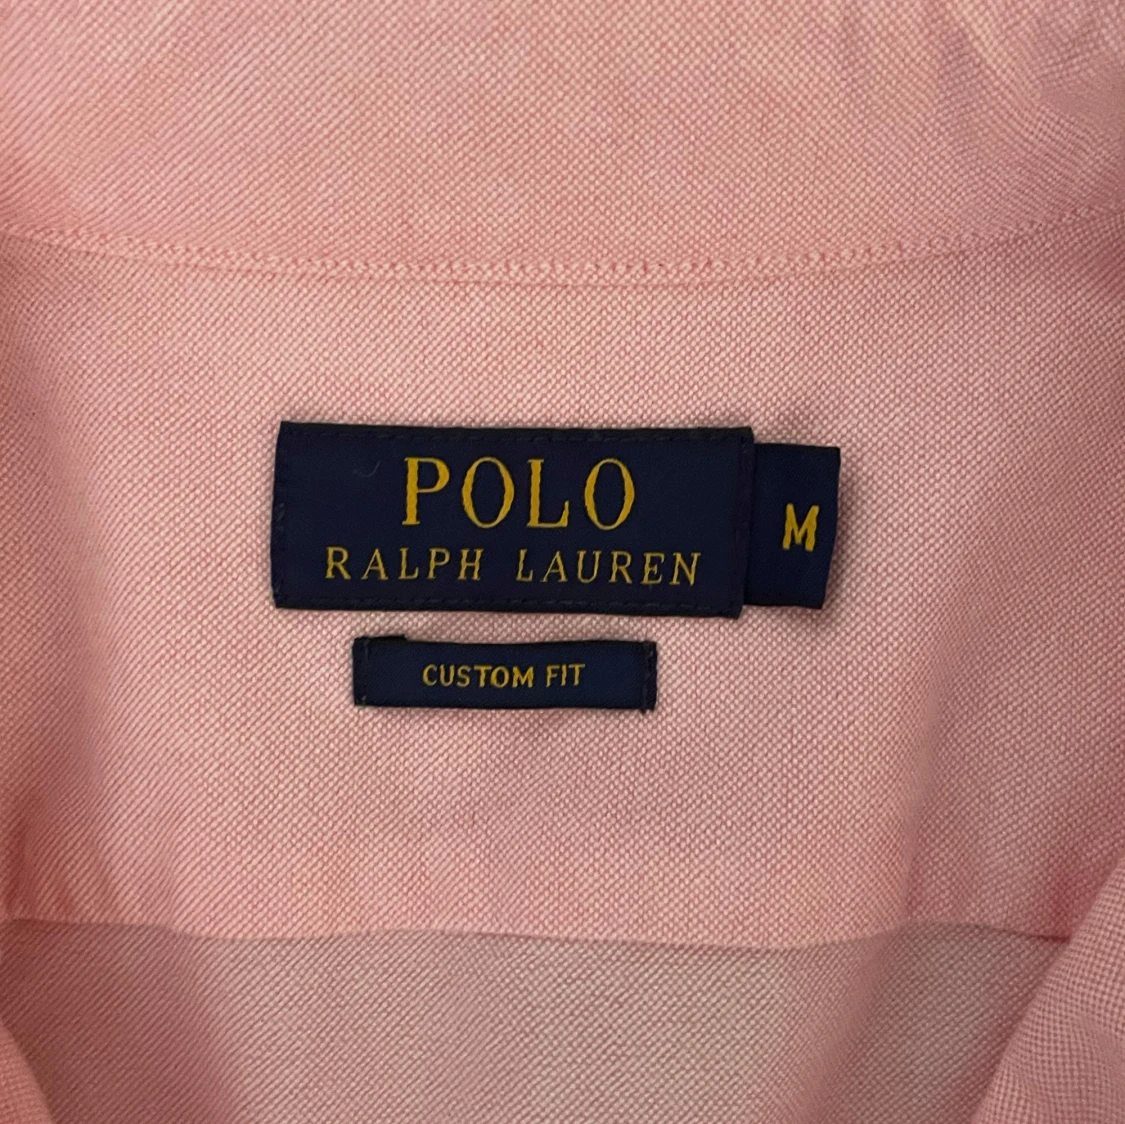 POLO
RALPH LAUREN
M
CUSTOM FIT